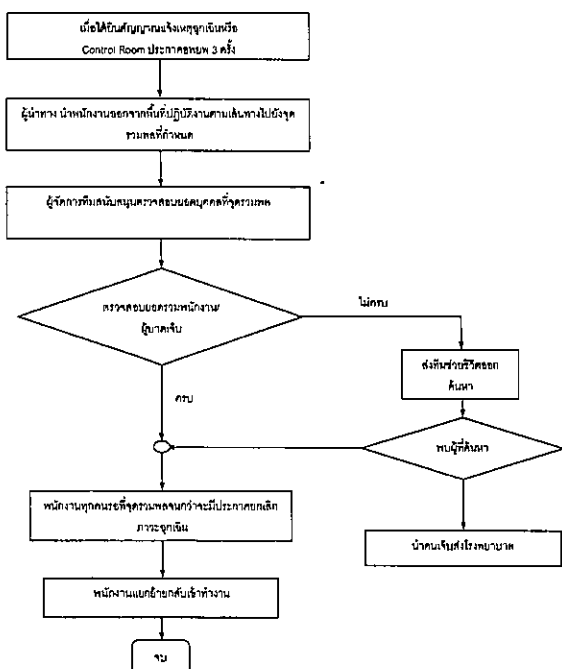 เมื่อได้ยินสัญญาณแจ้งเหตุฉุกเฉินหรือ
Control Room ประกาศอพยพ 3 ครั้ง
ผู้นำทาง นำพนักงานออกจากพื้นที่ปฏิบัติงานตามเส้นทางไปยังจุด
รวมพลที่กำหนด
ผู้จัดการทีมสนับสนุนตรวจสอบยอดบุคคลที่จุดรวมพล
ตรวจสอบยอดรวมพนักงาน/
ผู้บาดเจ็บ
ไม่ครบ
ส่งทีมช่วยชีวิตออก
ค้นหา
ครบ
พบผู้ที่ค้นหา
พนักงานทุกคนรอที่จุดรวมพลจนกว่าจะมีประกาศยกเลิก
ภาวะฉุกเฉิน
นำคนเจ็บส่งโรงพยาบาล
พนักงานแยกย้ายกลับเข้าทำงาน
จบ